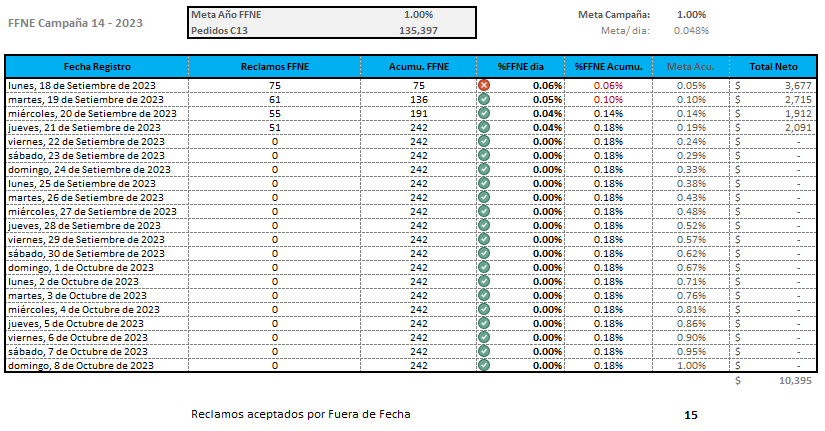 FFNE Campaña 14 - 2023
Meta Año FFNE 1.00%
Pedidos C13 135,397
Meta Campaña: 1.00%
Meta/dia: 0.048%
Fecha Registro Reclamos FFNE Acumu. FFNE %FFNE dia %FFNE Acumu. Meta Acu. Total Neto
lunes, 18 de Setiembre de 2023 75 75 0.06% 0.06% 0.05% $ 3,677
martes, 19 de Setiembre de 2023 61 136 0.05% 0.10% 0.10% $ 2,715
miércoles, 20 de Setiembre de 2023 55 191 0.04% 0.14% 0.14% $ 1,912
jueves, 21 de Setiembre de 2023 51 242 0.04% 0.18% 0.19% $ 2,091
viernes, 22 de Setiembre de 2023 0 242 0.00% 0.18% 0.24% $ -
sábado, 23 de Setiembre de 2023 0 242 0.00% 0.18% 0.29% $ -
domingo, 24 de Setiembre de 2023 0 242 0.00% 0.18% 0.33% $ -
lunes, 25 de Setiembre de 2023 0 242 0.00% 0.18% 0.38% $ -
martes, 26 de Setiembre de 2023 0 242 0.00% 0.18% 0.43% $ -
miércoles, 27 de Setiembre de 2023 0 242 0.00% 0.18% 0.48% $ -
jueves, 28 de Setiembre de 2023 0 242 0.00% 0.18% 0.52% $ -
viernes, 29 de Setiembre de 2023 0 242 0.00% 0.18% 0.57% $ -
sábado, 30 de Setiembre de 2023 0 242 0.00% 0.18% 0.62% $ -
domingo, 1 de Octubre de 2023 0 242 0.00% 0.18% 0.67% $ -
lunes, 2 de Octubre de 2023 0 242 0.00% 0.18% 0.71% $ -
martes, 3 de Octubre de 2023 0 242 0.00% 0.18% 0.76% $ -
miércoles, 4 de Octubre de 2023 0 242 0.00% 0.18% 0.81% $ -
jueves, 5 de Octubre de 2023 0 242 0.00% 0.18% 0.86% $ -
viernes, 6 de Octubre de 2023 0 242 0.00% 0.18% 0.90% $ -
sábado, 7 de Octubre de 2023 0 242 0.00% 0.18% 0.95% $ -
domingo, 8 de Octubre de 2023 0 242 0.00% 0.18% 1.00% $ -
$ 10,395
Reclamos aceptados por Fuera de Fecha 15